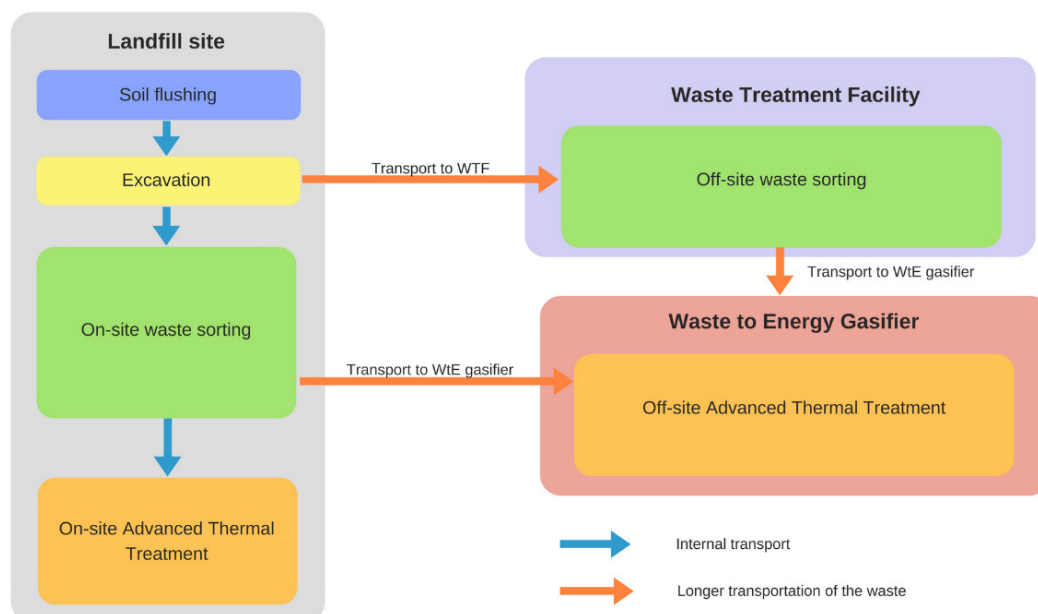 Landfill site
Soil flushing
Excavation
On-site waste sorting
On-site Advanced Thermal
Treatment
Transport to WTF
Waste Treatment Facility
Off-site waste sorting
Transport to WtE gasifier
Transport to WtE gasifier
Waste to Energy Gasifier
Off-site Advanced Thermal Treatment
Internal transport
Longer transportation of the waste